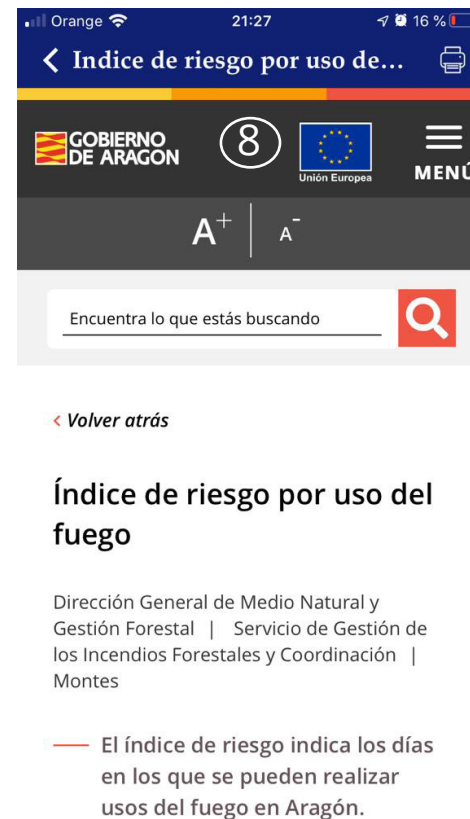 Orange 21:27 16 %
Indice de riesgo por uso de...
GOBIERNO
DE ARAGON
8
Unión Europea
MENÚ
A+ A-
Encuentra lo que estás buscando
< Volver atrás
Índice de riesgo por uso del
fuego
Dirección General de Medio Natural y
Gestión Forestal | Servicio de Gestión de
los Incendios Forestales y Coordinación |
Montes
El índice de riesgo indica los días
en los que se pueden realizar
usos del fuego en Aragón.